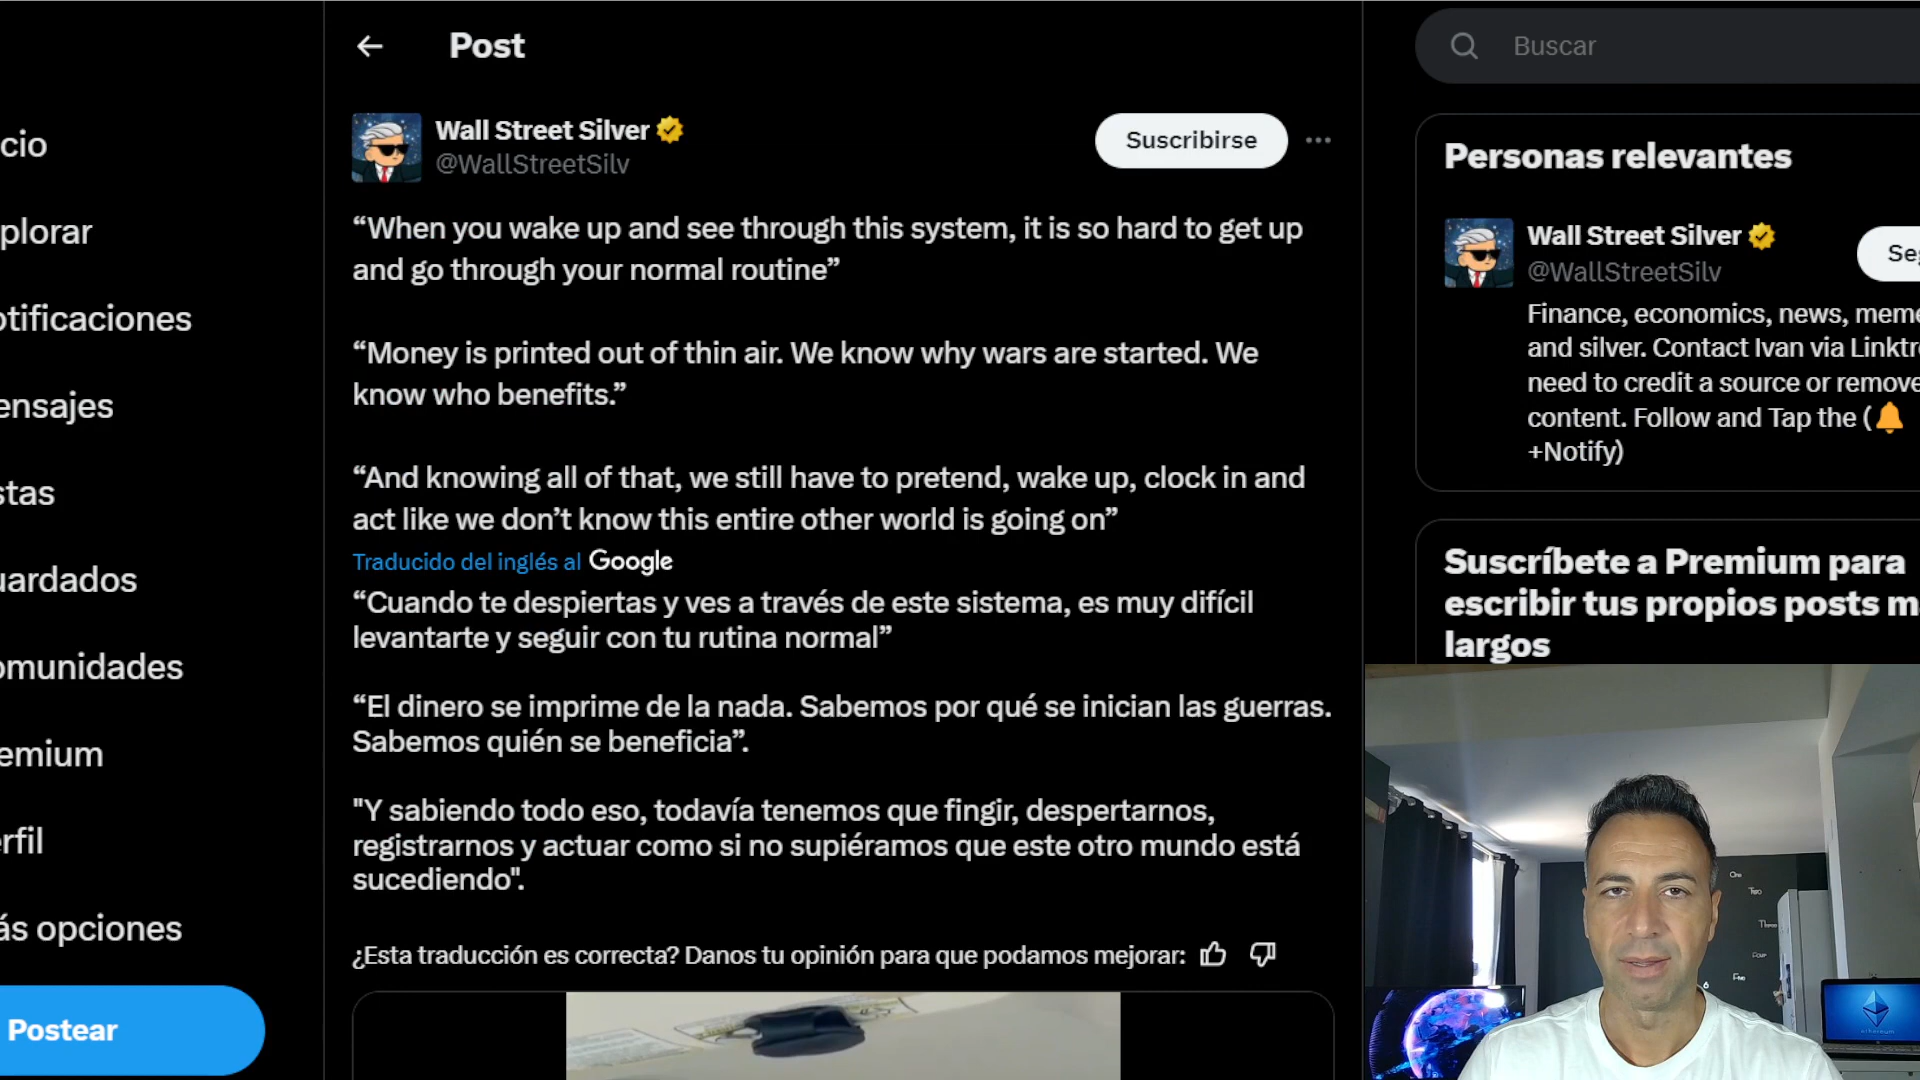 Post
Buscar
cio
plorar
otificaciones
ensajes
stas
uardados
omunidades
emium
erfil
ás opciones
Postear
Wall Street Silver
@WallStreetSilv
Suscribirse
“When you wake up and see through this system, it is so hard to get up
and go through your normal routine”
“Money is printed out of thin air. We know why wars are started. We
know who benefits.”
“And knowing all of that, we still have to pretend, wake up, clock in and
act like we don’t know this entire other world is going on”
Traducido del inglés al Google
“Cuando te despiertas y ves a través de este sistema, es muy difícil
levantarte y seguir con tu rutina normal”
“El dinero se imprime de la nada. Sabemos por qué se inician las guerras.
Sabemos quién se beneficia”.
"Y sabiendo todo eso, todavía tenemos que fingir, despertarnos,
registrarnos y actuar como si no supiéramos que este otro mundo está
sucediendo".
¿Esta traducción es correcta? Danos tu opinión para que podamos mejorar:
Personas relevantes
Wall Street Silver
@WallStreetSilv
Seg
Finance, economics, news, meme
and silver. Contact Ivan via Linktr
need to credit a source or remove
content. Follow and Tap the (🔔
+Notify)
Suscríbete a Premium para
escribir tus propios posts m
largos
One
Two
Three
Four
Five
6
ethereum